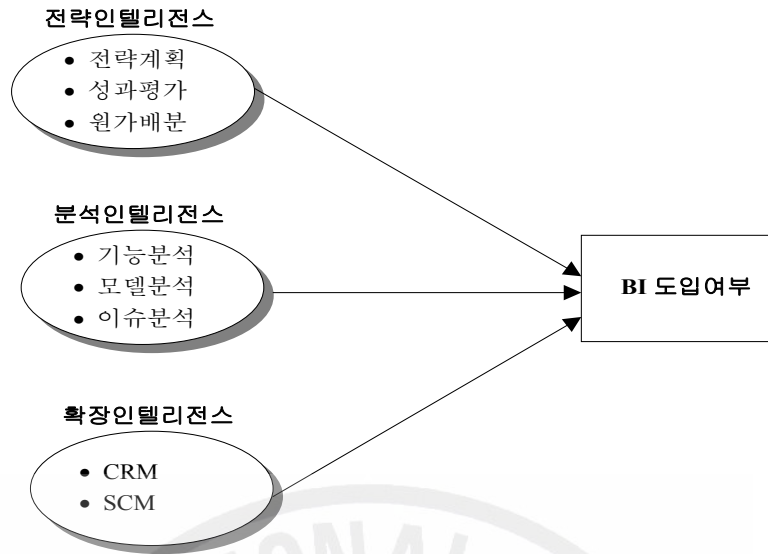 전략인텔리전스
• 전략계획
• 성과평가
• 원가배분
분석인텔리전스
• 기능분석
• 모델분석
• 이슈분석
BI 도입여부
확장인텔리전스
• CRM
• SCM
IONAL